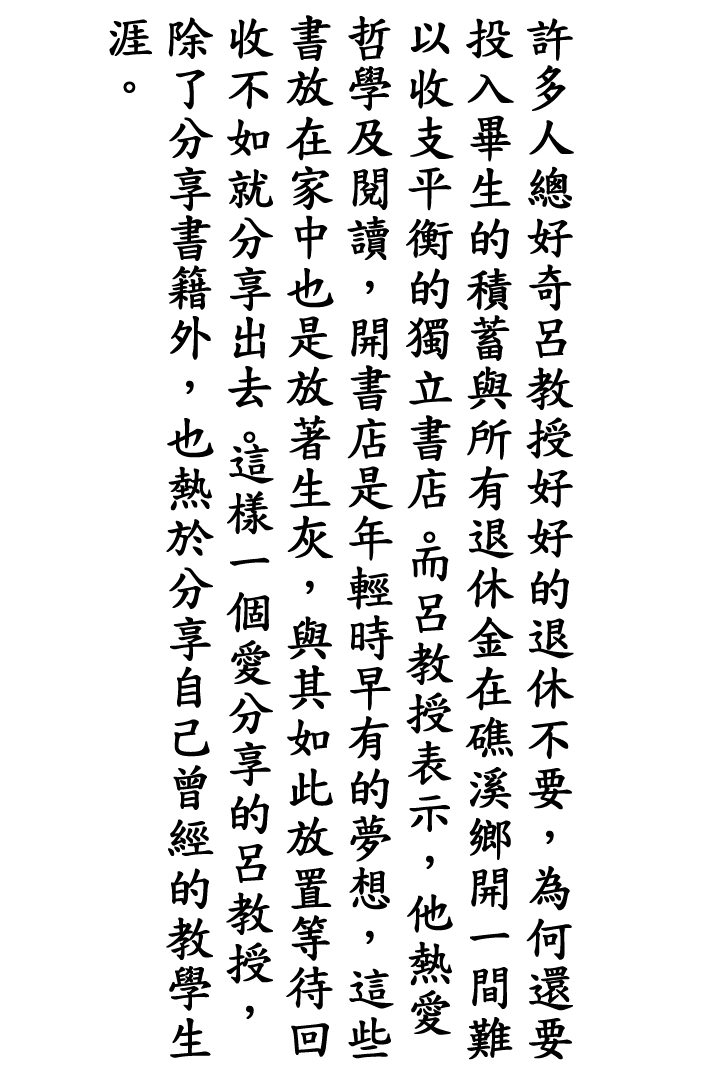 許多人總好奇呂教授好好的退休不要，為何還要
投入畢生的積蓄與所有退休金在礁溪鄉開一間難
以收支平衡的獨立書店。而呂教授表示，他熱愛
哲學及閱讀，開書店是年輕時早有的夢想，這些
書放在家中也是放著生灰，與其如此放置等待回
收不如就分享出去。這樣一個愛分享的呂教授，
除了分享書籍外，也熱於分享自己曾經的教學生
涯。